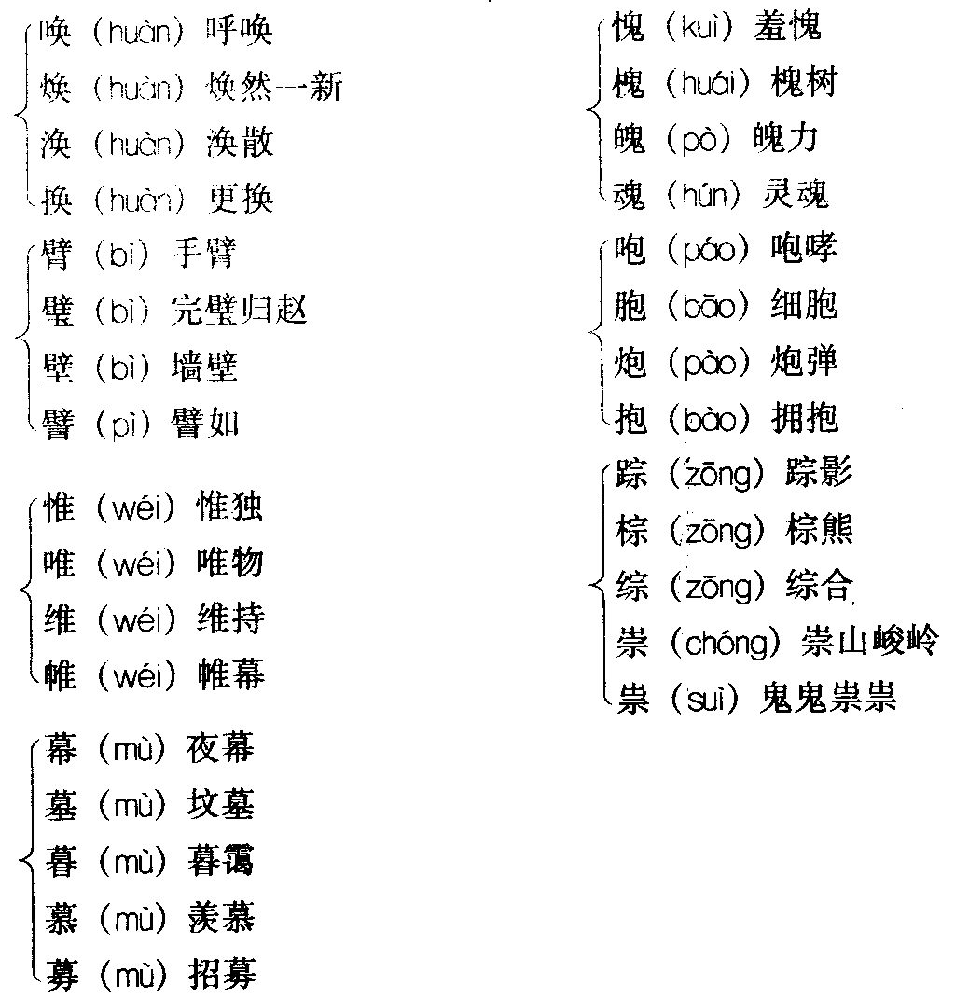 唤（huàn）呼唤
焕（huàn）焕然一新
涣（huàn）涣散
换（huàn）更换
臂（bì）手臂
璧（bì）完璧归赵
壁（bì）墙壁
譬（pì）譬如
惟（wéi）惟独
唯（wéi）唯物
维（wéi）维持
帷（wéi）帷幕
幕（mù）夜幕
墓（mù）坟墓
暮（mù）暮霭
慕（mù）羡慕
募（mù）招募
愧（kuì）羞愧
槐（huái）槐树
魄（pò）魄力
魂（hún）灵魂
咆（páo）咆哮
胞（bāo）细胞
炮（pào）炮弹
抱（bào）拥抱
踪（zōng）踪影
棕（zōng）棕熊
综（zōng）综合
崇（chóng）崇山峻岭
祟（suì）鬼鬼祟祟